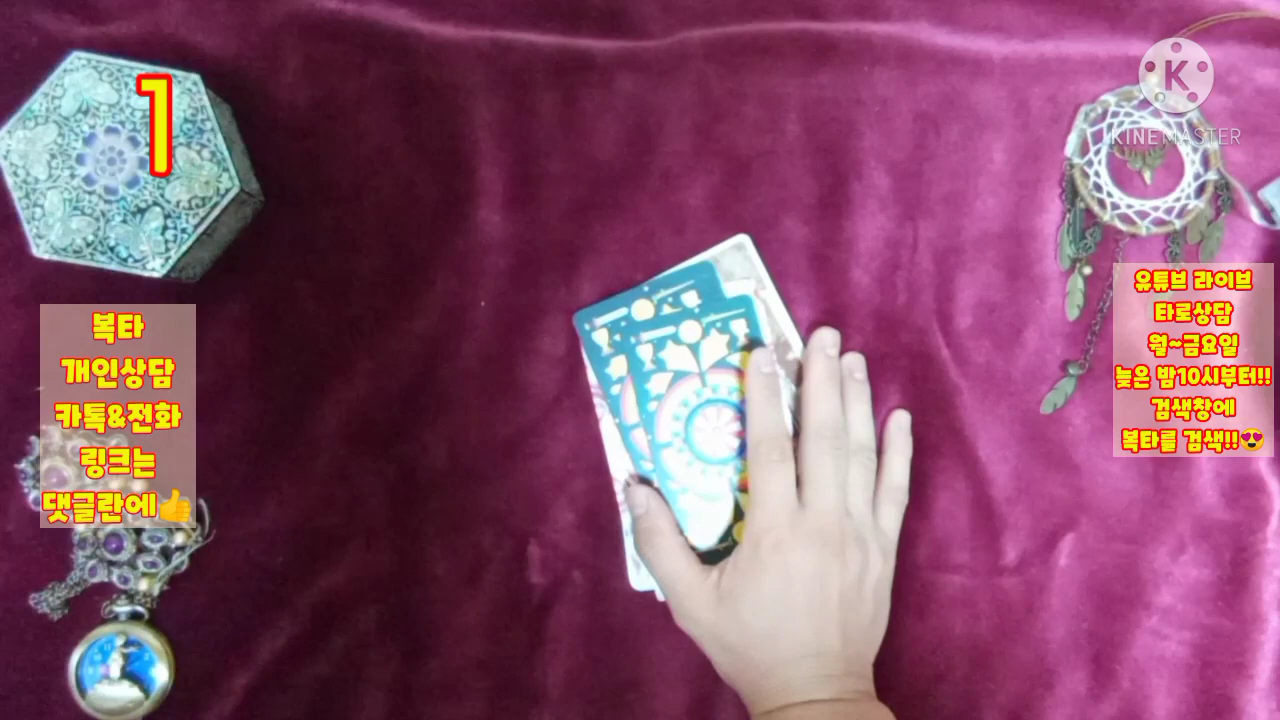 1
복타
개인상담
카톡&전화
링크는
댓글란에👍
K
KINEMASTER
유튜브 라이브
타로상담
월~금요일
늦은 밤10시부터!!
검색창에
복타를 검색!!😍